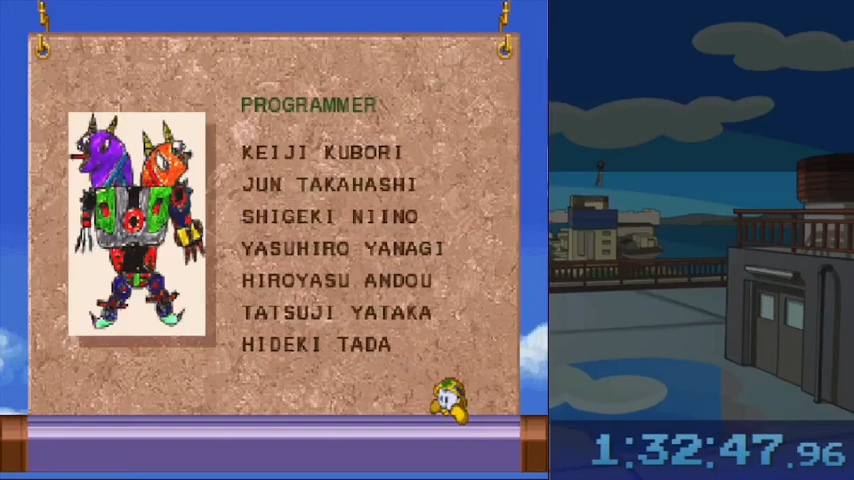 PROGRAMMER
KEIJI KUBORI
JUN TAKAHASHI
SHIGEKI NIINO
YASUHIRO YANAGI
HIROYASU ANDOU
TATSUJI YATAKA
HIDEKI TADA
1:32:47.96